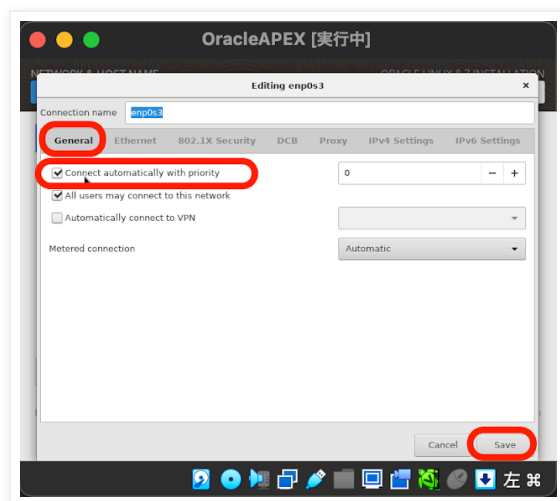 OracleAPEX [実行中]
NETWORK & HOST NAME
ORACLE LINUX 8.7 INSTALLATION
Editing enp0s3
×
Connection name
enp0s3
General Ethernet 802.1X Security DCB Proxy IPv4 Settings IPv6 Settings
Connect automatically with priority 0 − +
All users may connect to this network
Automatically connect to VPN
Metered connection Automatic
Cancel Save
左 ⌘